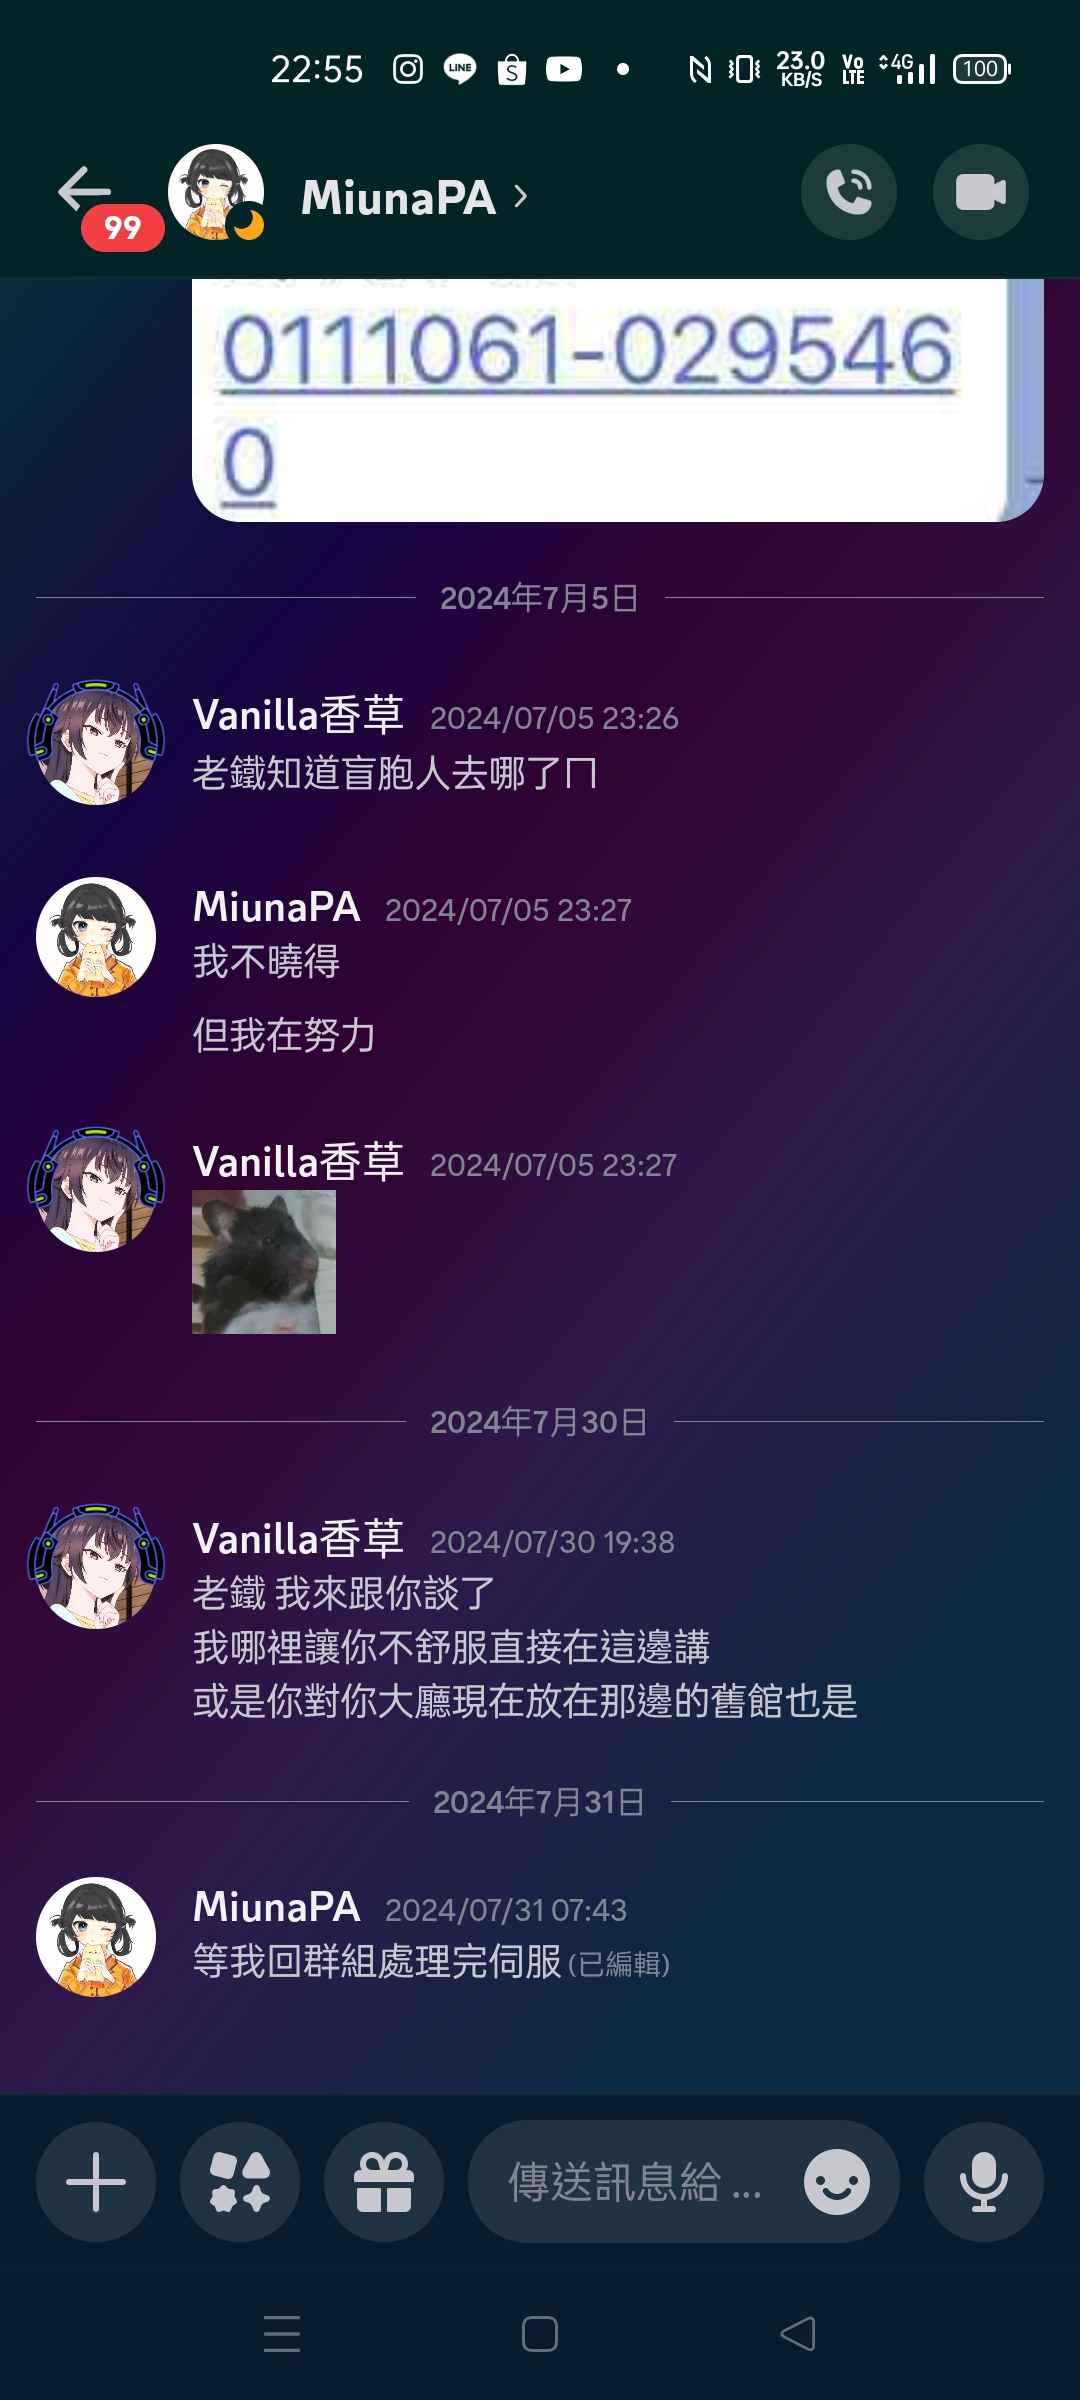 22:55
LINE
S
23.0
KB/S
Vo
LTE
4G
100
99
MiunaPA
0111061-029546
0
2024年7月5日
Vanilla香草 2024/07/05 23:26
老鐵知道盲胞人去哪了ㄇ
MiunaPA 2024/07/05 23:27
我不曉得
但我在努力
Vanilla香草 2024/07/05 23:27
2024年7月30日
Vanilla香草 2024/07/30 19:38
老鐵 我來跟你談了
我哪裡讓你不舒服直接在這邊講
或是你對你大廳現在放在那邊的舊館也是
2024年7月31日
MiunaPA 2024/07/31 07:43
等我回群組處理完伺服 (已編輯)
傳送訊息給 ...